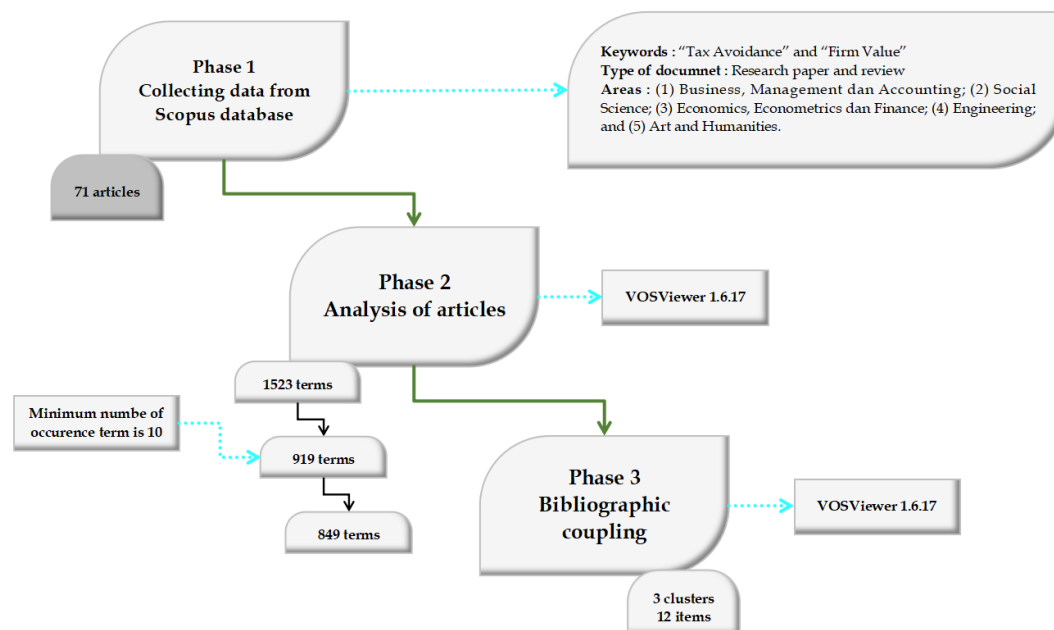 Phase 1
Collecting data from
Scopus database
71 articles
Keywords : “Tax Avoidance” and “Firm Value”
Type of documnet : Research paper and review
Areas : (1) Business, Management dan Accounting; (2) Social
Science; (3) Economics, Econometrics dan Finance; (4) Engineering;
and (5) Art and Humanities.
Phase 2
Analysis of articles
VOSViewer 1.6.17
1523 terms
Minimum numbe of
occurence term is 10
919 terms
849 terms
Phase 3
Bibliographic
coupling
VOSViewer 1.6.17
3 clusters
12 items